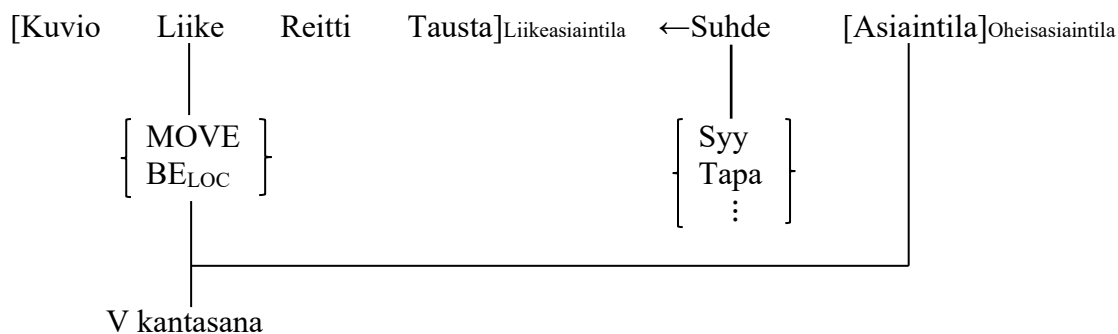 [Kuvio Liike Reitti Tausta]Liikeasiaintila ←Suhde [Asiaintila]Oheisasiaintila
MOVE Syy
BELOC Tapa
⋮
V kantasana